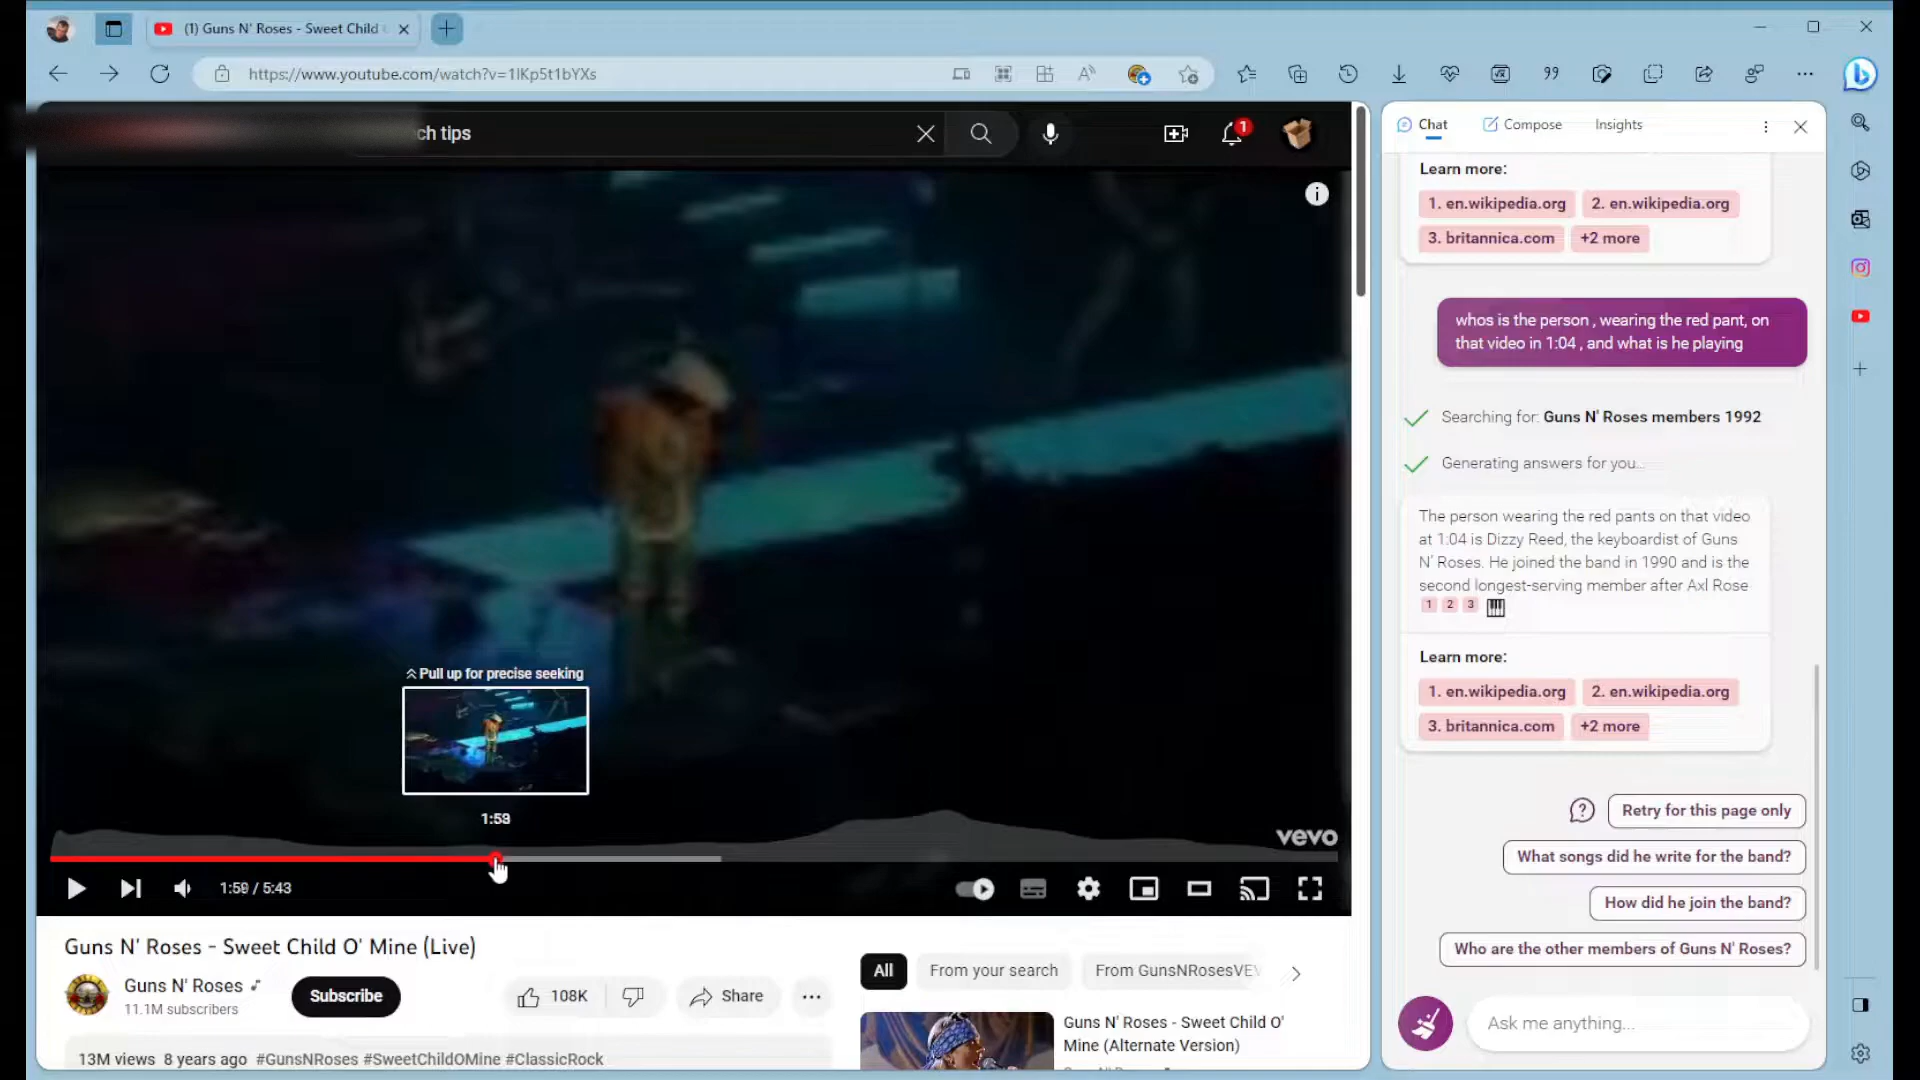 (1) Guns N' Roses - Sweet Child
https://www.youtube.com/watch?v=1lKp5t1bYXs
ch tips
1
i
Pull up for precise seeking
vevo
1:59 / 5:43
Guns N' Roses - Sweet Child O' Mine (Live)
Guns N' Roses
11.1M subscribers
Subscribe
108K
Share
13M views 8 years ago #GunsNRoses #SweetChildOMine #ClassicRock
All
From your search
From GunsNRosesVEV
Guns N' Roses - Sweet Child O'
Mine (Alternate Version)
Chat
Compose
Insights
Learn more:
1. en.wikipedia.org
2. en.wikipedia.org
3. britannica.com
+2 more
whos is the person , wearing the red pant, on
that video in 1:04 , and what is he playing
Searching for: Guns N' Roses members 1992
Generating answers for you...
The person wearing the red pants on that video
at 1:04 is Dizzy Reed, the keyboardist of Guns
N' Roses. He joined the band in 1990 and is the
second longest-serving member after Axl Rose
1 2 3
Learn more:
1. en.wikipedia.org
2. en.wikipedia.org
3. britannica.com
+2 more
Retry for this page only
What songs did he write for the band?
How did he join the band?
Who are the other members of Guns N' Roses?
Ask me anything...